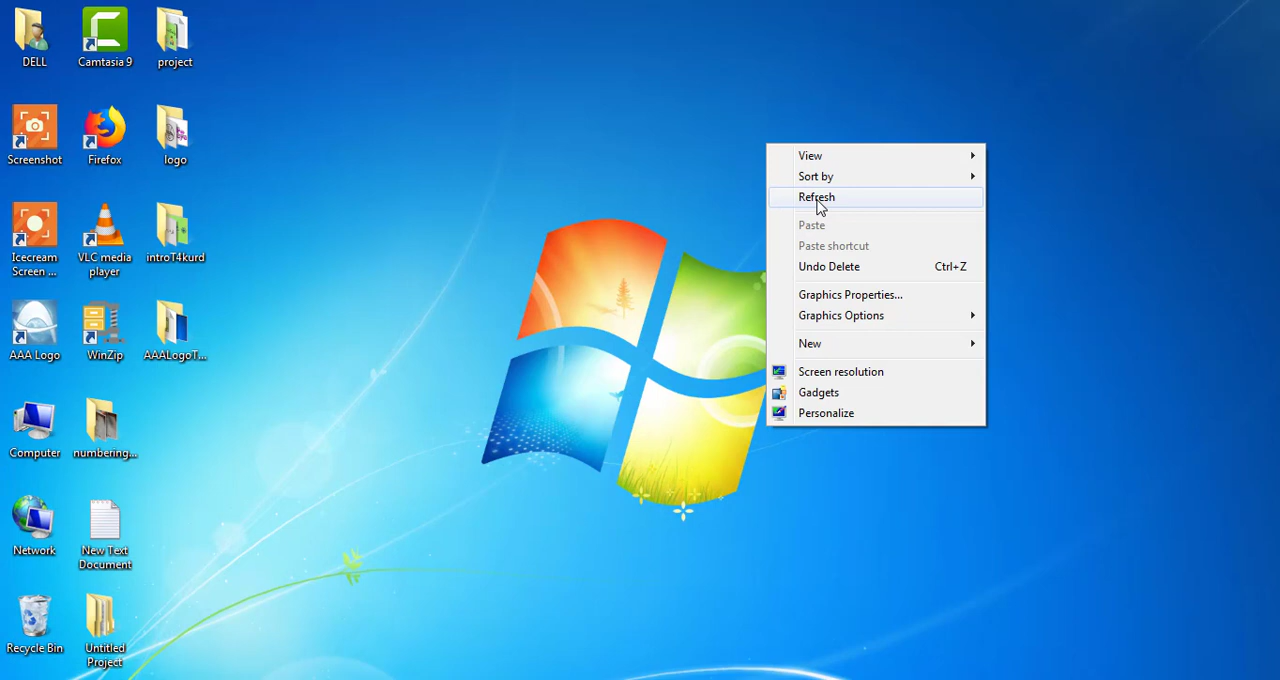 DELL
Camtasia 9
project
Screenshot
Firefox
logo
Icecream
Screen ...
VLC media
player
introT4kurd
AAA Logo
WinZip
AAALogoT...
Computer
numbering...
Network
New Text
Document
Recycle Bin
Untitled
Project
View
Sort by
Refresh
Paste
Paste shortcut
Undo Delete Ctrl+Z
Graphics Properties...
Graphics Options
New
Screen resolution
Gadgets
Personalize